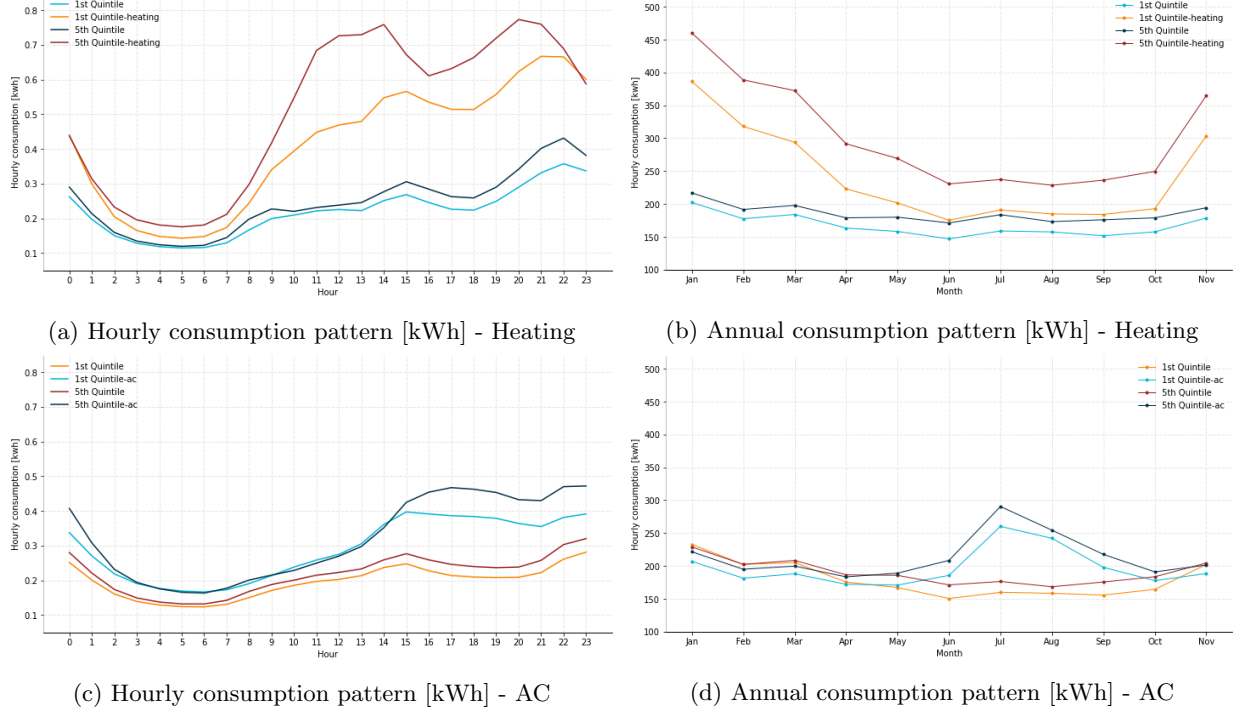 0.8
0.7
0.6
0.5
0.4
0.3
0.2
0.1
Hourly consumption [kwh]
1st Quintile
1st Quintile-heating
5th Quintile
5th Quintile-heating
0 1 2 3 4 5 6 7 8 9 10 11 12 13 14 15 16 17 18 19 20 21 22 23
Hour
(a) Hourly consumption pattern [kWh] - Heating
500
450
400
350
300
250
200
150
100
Hourly consumption [kwh]
1st Quintile
1st Quintile-heating
5th Quintile
5th Quintile-heating
Jan Feb Mar Apr May Jun Jul Aug Sep Oct Nov
Month
(b) Annual consumption pattern [kWh] - Heating
0.8
0.7
0.6
0.5
0.4
0.3
0.2
0.1
Hourly consumption [kwh]
1st Quintile
1st Quintile-ac
5th Quintile
5th Quintile-ac
0 1 2 3 4 5 6 7 8 9 10 11 12 13 14 15 16 17 18 19 20 21 22 23
Hour
(c) Hourly consumption pattern [kWh] - AC
500
450
400
350
300
250
200
150
100
Hourly consumption [kwh]
1st Quintile
1st Quintile-ac
5th Quintile
5th Quintile-ac
Jan Feb Mar Apr May Jun Jul Aug Sep Oct Nov
Month
(d) Annual consumption pattern [kWh] - AC